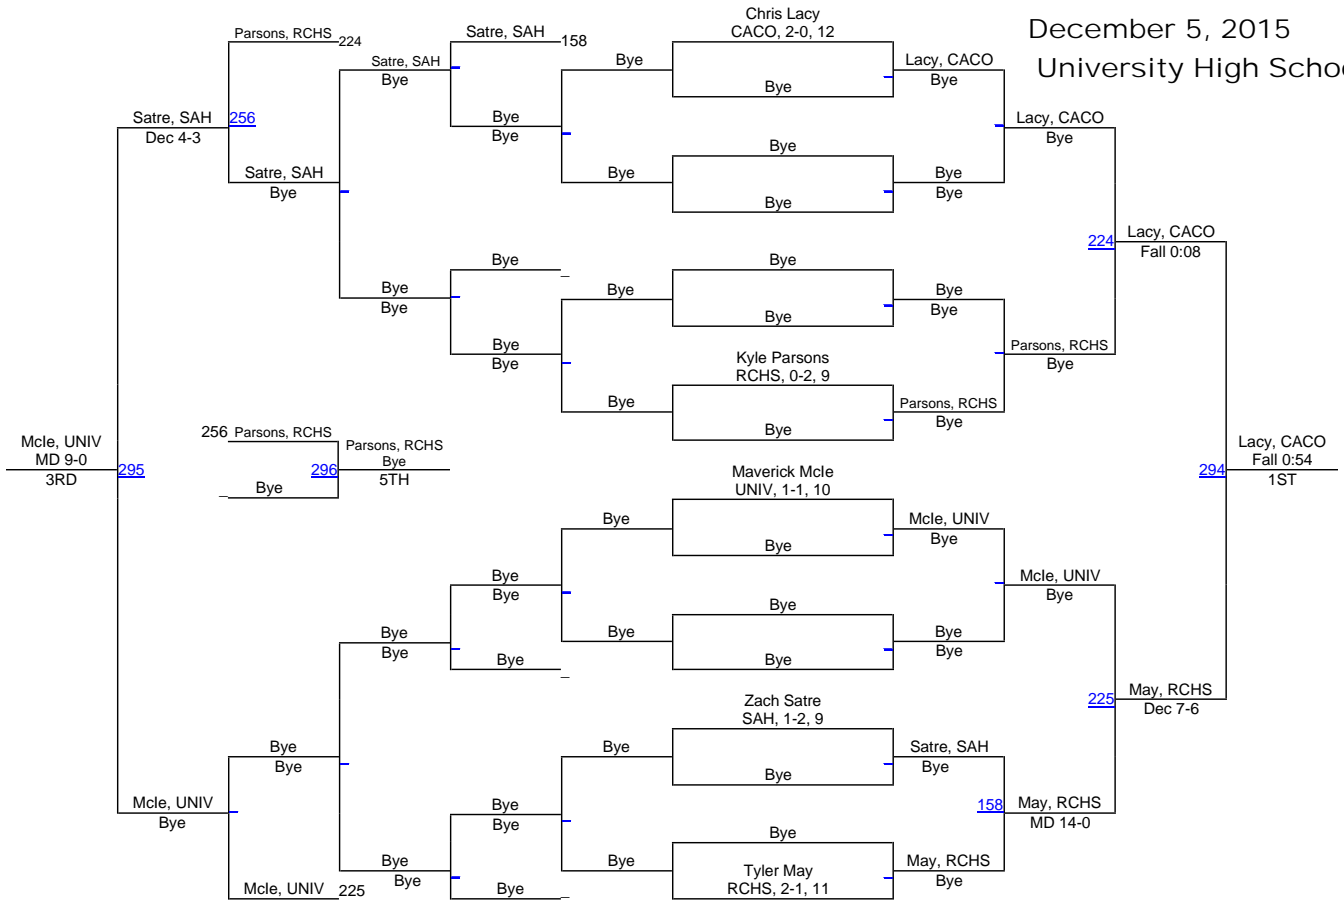 December 5, 2015
University High Schoo
Chris Lacy
CACO, 2-0, 12
Parsons, RCHS 224
Satre, SAH 158
Satre, SAH
Bye
Bye
Lacy, CACO
Bye
Bye
Satre, SAH
Dec 4-3
256
Bye
Bye
Lacy, CACO
Bye
Bye
Satre, SAH
Bye
Bye
Bye
Bye
Bye
Lacy, CACO
Fall 0:08
224
Bye
Bye
Bye
Bye
Bye
Bye
Bye
Bye
Bye
Bye
Kyle Parsons
RCHS, 0-2, 9
Parsons, RCHS
Bye
Bye
Parsons, RCHS
Bye
Bye
Mcle, UNIV
MD 9-0
3RD
295
256 Parsons, RCHS
Bye
296
Parsons, RCHS
Bye
5TH
Maverick Mcle
UNIV, 1-1, 10
294
Lacy, CACO
Fall 0:54
1ST
Bye
Bye
Mcle, UNIV
Bye
Bye
Bye
Mcle, UNIV
Bye
Bye
Bye
Bye
Bye
Bye
Bye
Bye
Bye
Bye
225
May, RCHS
Dec 7-6
Zach Satre
SAH, 1-2, 9
Bye
Bye
Bye
Bye
Satre, SAH
Bye
Mcle, UNIV
Bye
Bye
Bye
158
May, RCHS
MD 14-0
Bye
Bye
Bye
Bye
Tyler May
RCHS, 2-1, 11
May, RCHS
Bye
Mcle, UNIV 225
Bye